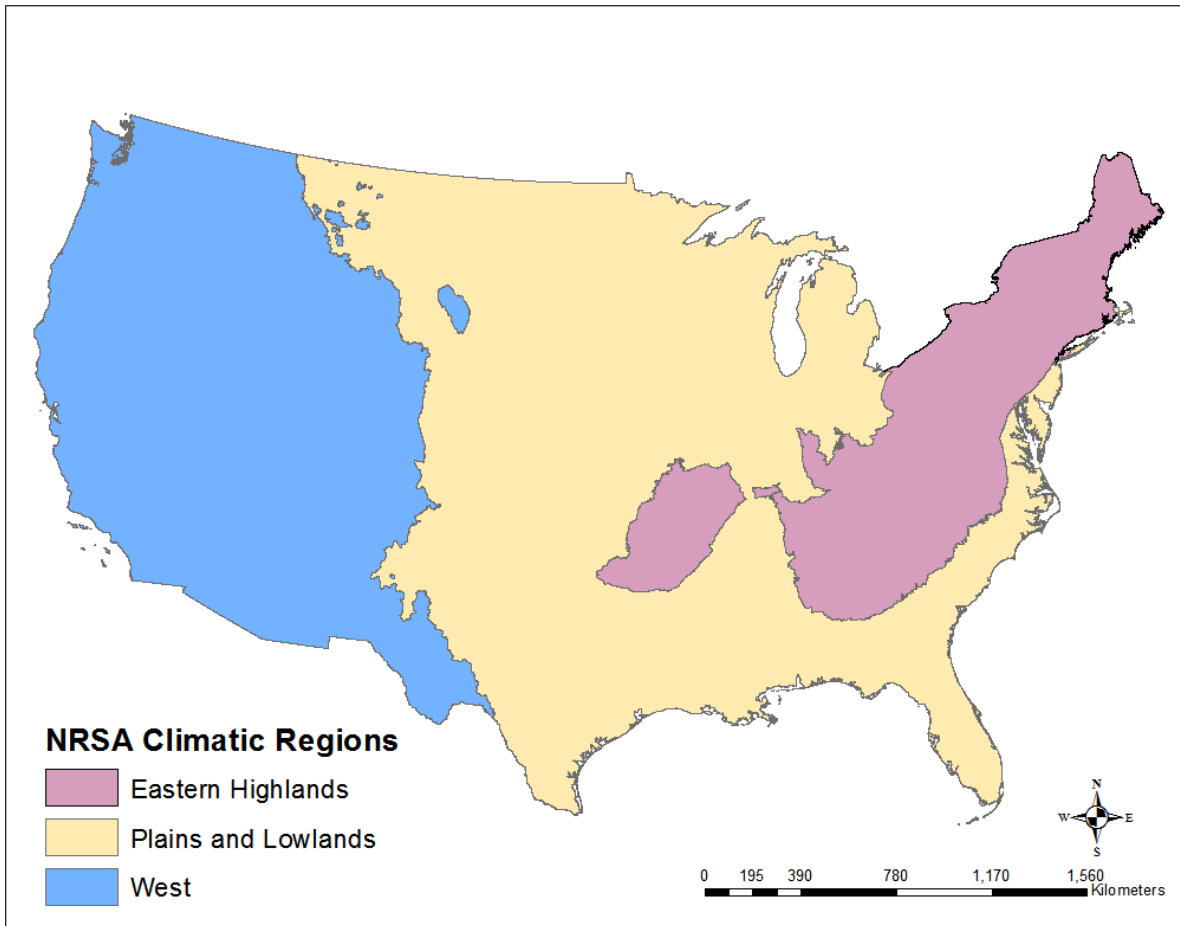 NRSA Climatic Regions
Eastern Highlands
Plains and Lowlands
West
N
W E
S
0 195 390 780 1,170 1,560
Kilometers